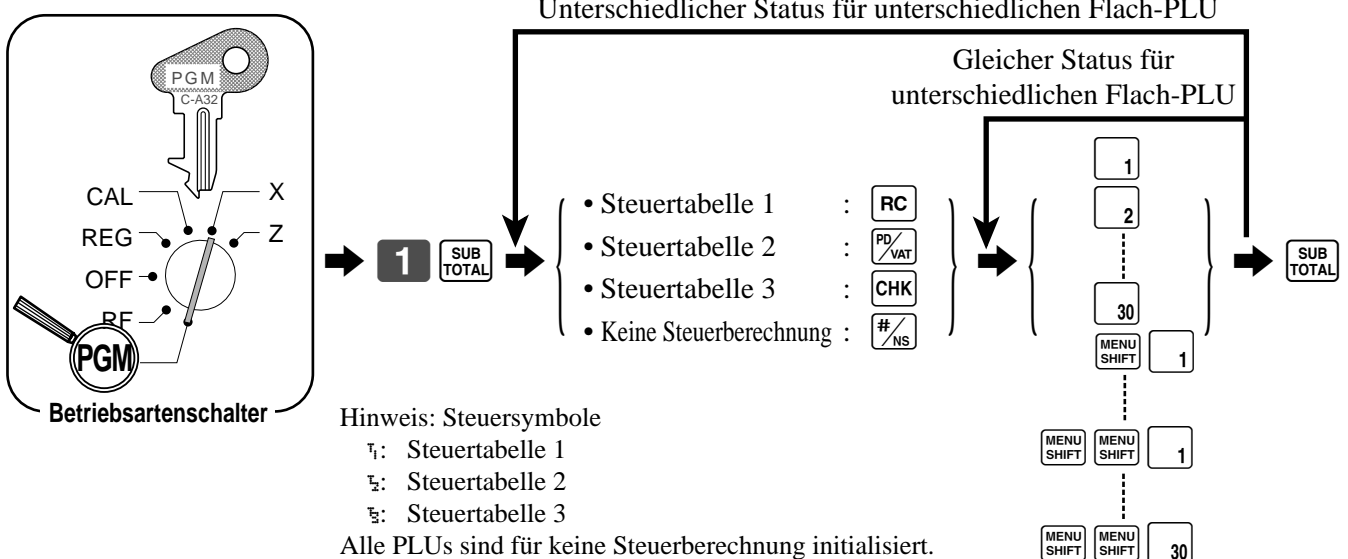 Unterschiedlicher Status für unterschiedlichen Flach-PLU
Gleicher Status für
unterschiedlichen Flach-PLU
PGM
C-A32
CAL
X
REG
Z
OFF
RF
PGM
Betriebsartenschalter
1 SUB TOTAL
• Steuertabelle 1 : RC
• Steuertabelle 2 : PD/VAT
• Steuertabelle 3 : CHK
• Keine Steuerberechnung : #/NS
1
2
30
MENU SHIFT 1
MENU SHIFT MENU SHIFT 1
MENU SHIFT MENU SHIFT 30
SUB TOTAL
Hinweis: Steuersymbole
T1: Steuertabelle 1
T2: Steuertabelle 2
T3: Steuertabelle 3
Alle PLUs sind für keine Steuerberechnung initialisiert.